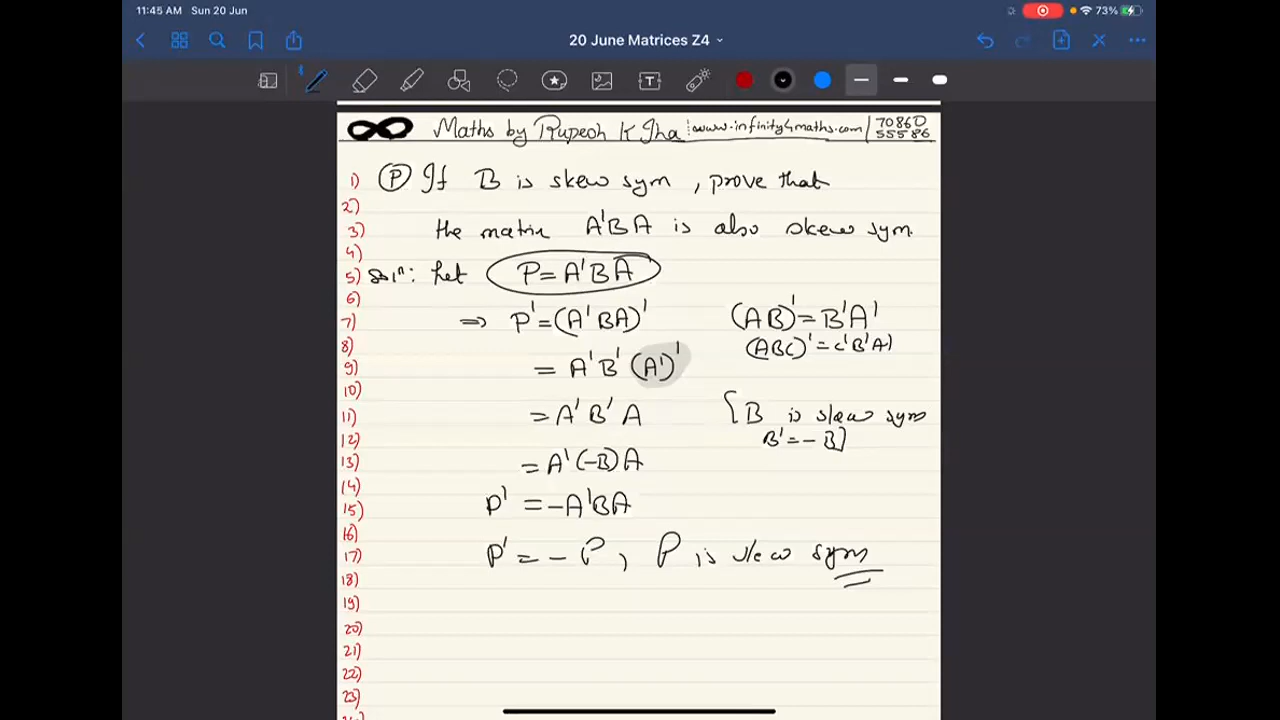 11:45 AM Sun 20 Jun
73%
20 June Matrices Z4
Maths by Rupesh K Jha www.infinity4maths.com/ 70860 55586
1) (P) If B is skew sym, prove that
2)
3) the matrix A'BA is also skew sym.
4)
5) Solⁿ: Let P=A'BA
6)
7) ⇒ P'=(A'BA)' (AB)'=B'A'
8) (ABC)'=C'B'A'
9) = A'B'(A')'
10)
11) =A'B'A [B is skew sym
12) B'=-B]
13) =A'(-B)A
14)
15) P' =-A'BA
16)
17) P' = - P, P is skew sym
18)
19)
20)
21)
22)
23)